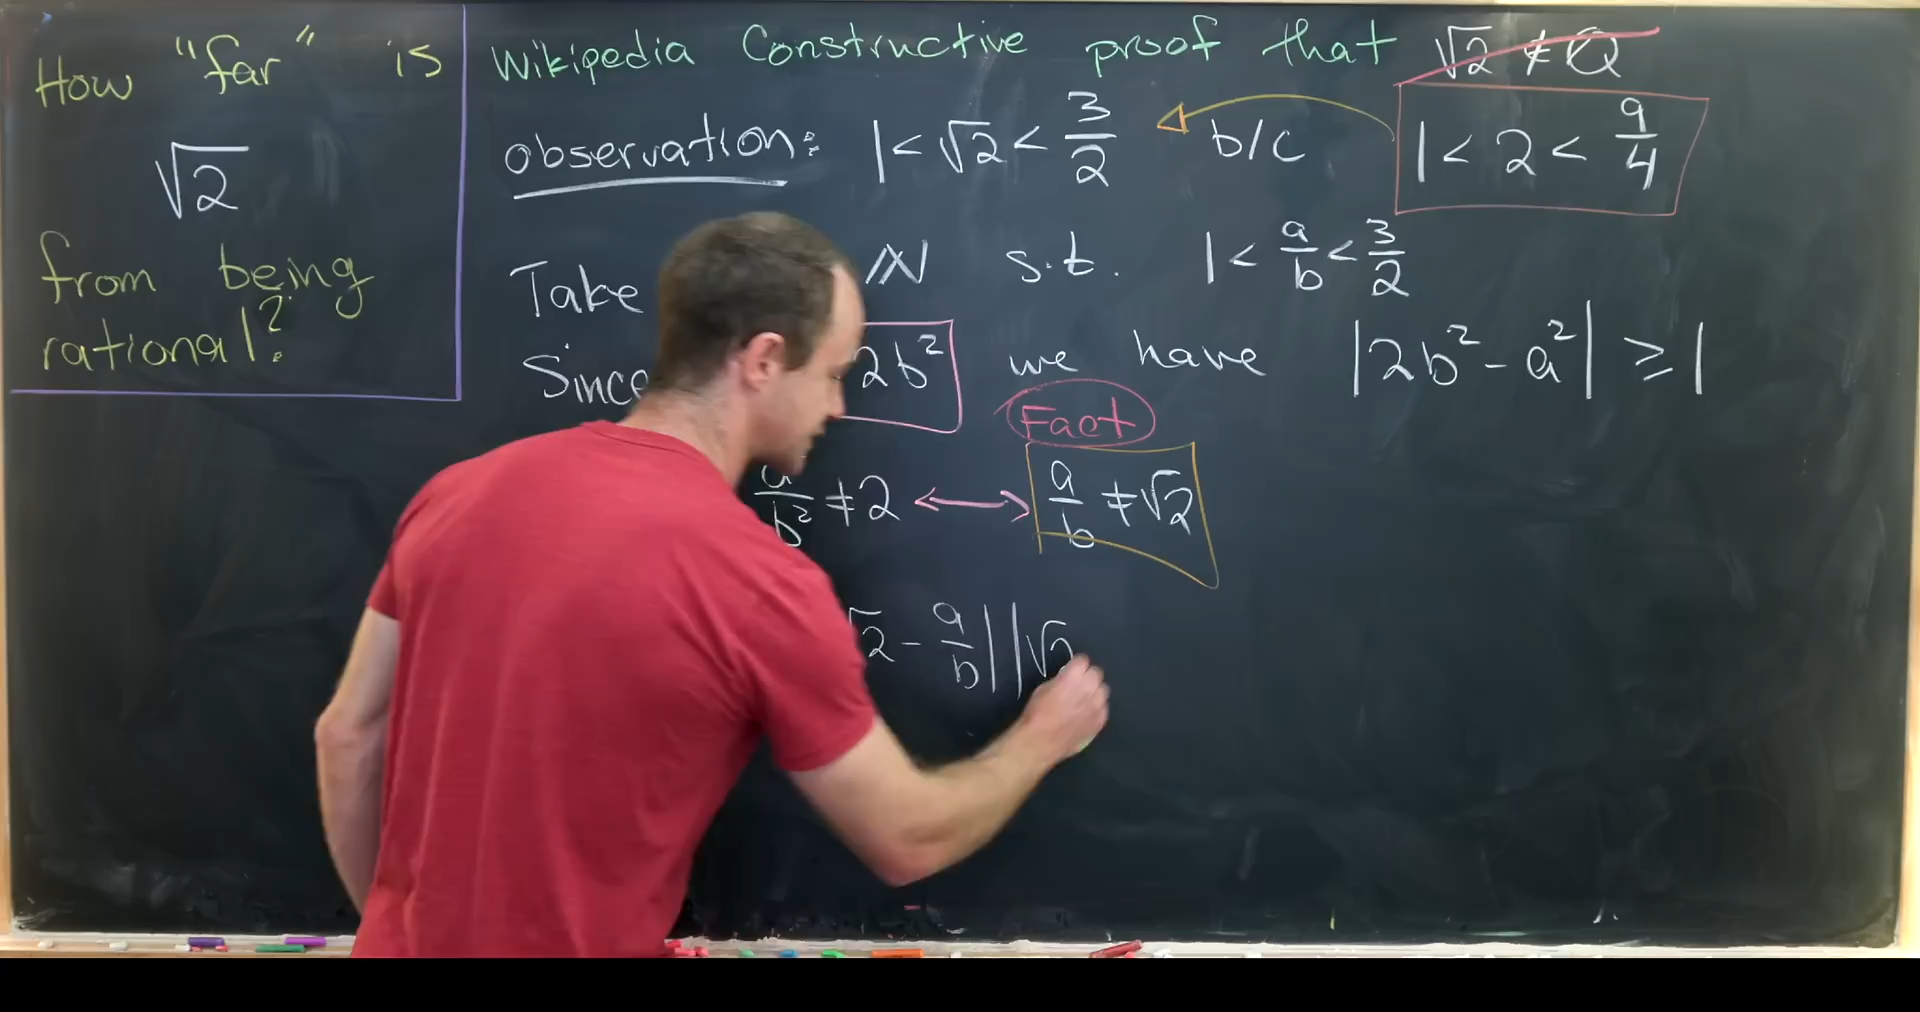 How "far" is
√2
from being
rational?
Wikipedia Constructive proof that √2 ∉ Q
observation: 1 < √2 < 3/2 b/c 1 < 2 < 9/4
Take ℕ s.t. 1 < a/b < 3/2
Since 2b² we have |2b² - a²| ≥ 1
Fact
b² ≠ 2 ⟷ a/b ≠ √2
√2 - a/b| |√2